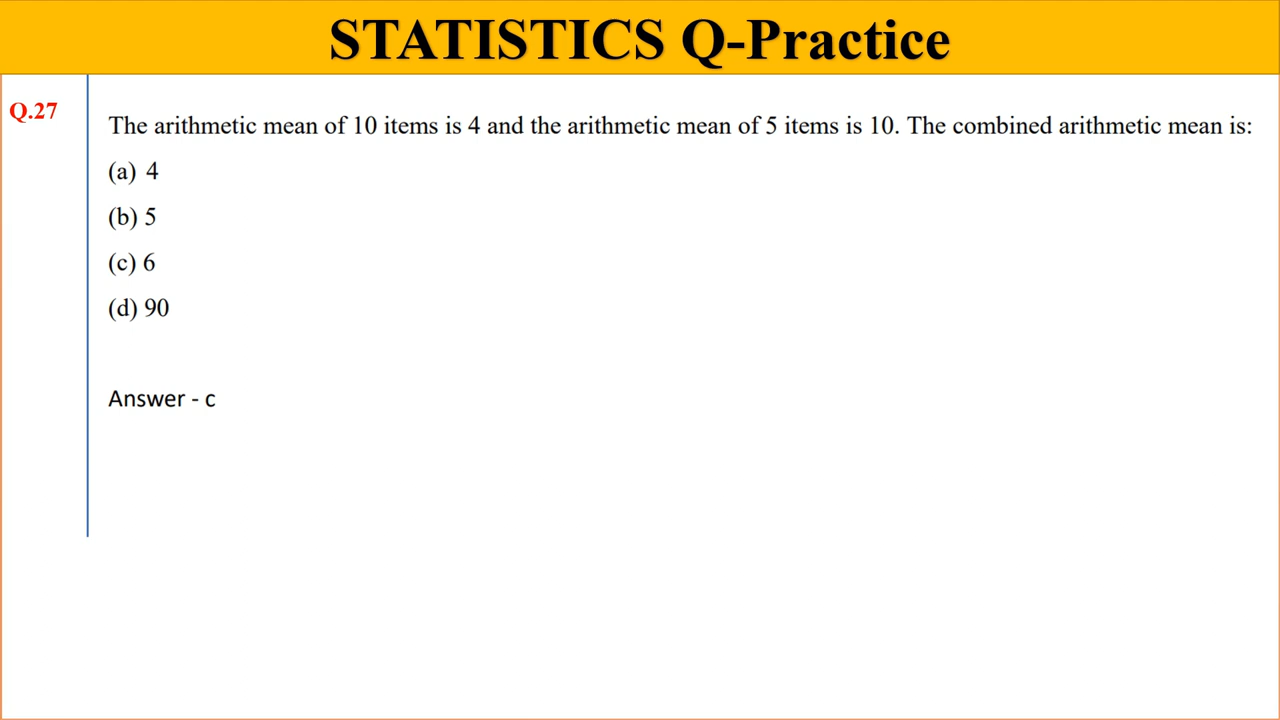 STATISTICS Q-Practice
Q.27
The arithmetic mean of 10 items is 4 and the arithmetic mean of 5 items is 10. The combined arithmetic mean is:
(a) 4
(b) 5
(c) 6
(d) 90
Answer - c